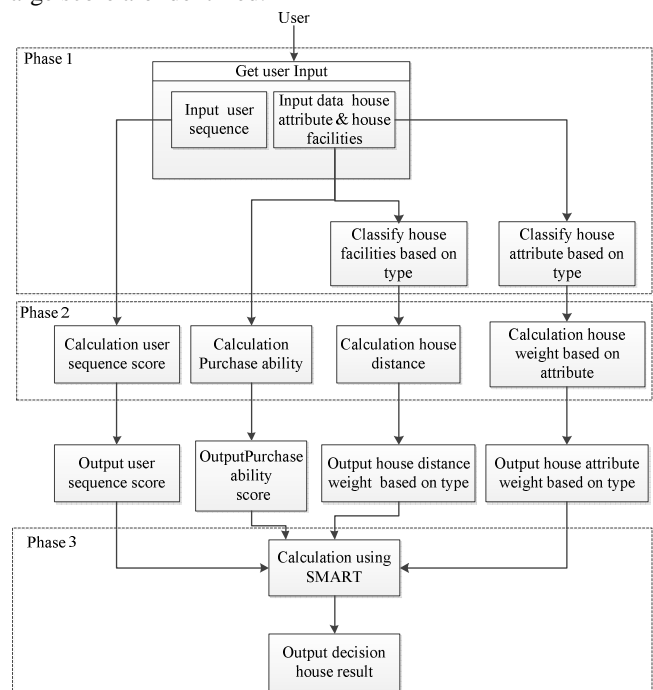 User
Phase 1
Get user Input
Input user
sequence
Input data house
attribute & house
facilities
Classify house
facilities based on
type
Classify house
attribute based on
type
Phase 2
Calculation user
sequence score
Calculation
Purchase ability
Calculation house
distance
Calculation house
weight based on
attribute
Output user
sequence score
OutputPurchase
ability
score
Output house distance
weight based on type
Output house attribute
weight based on type
Phase 3
Calculation using
SMART
Output decision
house result